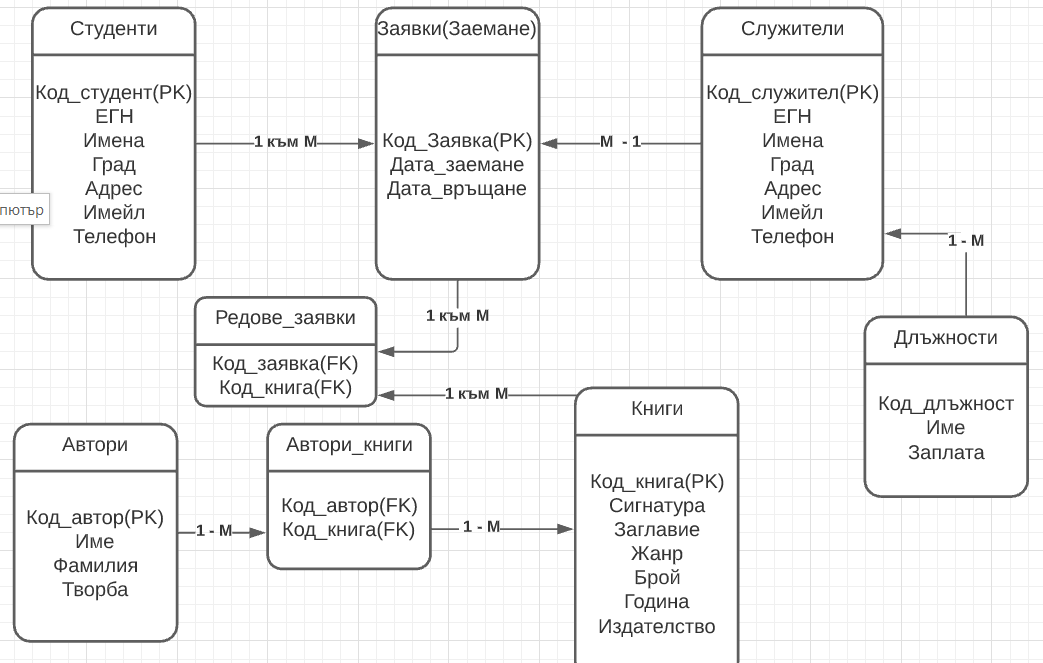 Студенти
Код_студент(PK)
ЕГН
Имена
Град
Адрес
Имейл
Телефон
1 към М
Заявки(Заемане)
Код_Заявка(PK)
Дата_заемане
Дата_връщане
М - 1
Служители
Код_служител(PK)
ЕГН
Имена
Град
Адрес
Имейл
Телефон
1 - М
пютър
Длъжности
Код_длъжност
Име
Заплата
1 към М
Редове_заявки
Код_заявка(FK)
Код_книга(FK)
1 към М
Книги
Код_книга(PK)
Сигнатура
Заглавие
Жанр
Брой
Година
Издателство
Автори
Код_автор(PK)
Име
Фамилия
Творба
1 - М
Автори_книги
Код_автор(FK)
Код_книга(FK)
1 - М